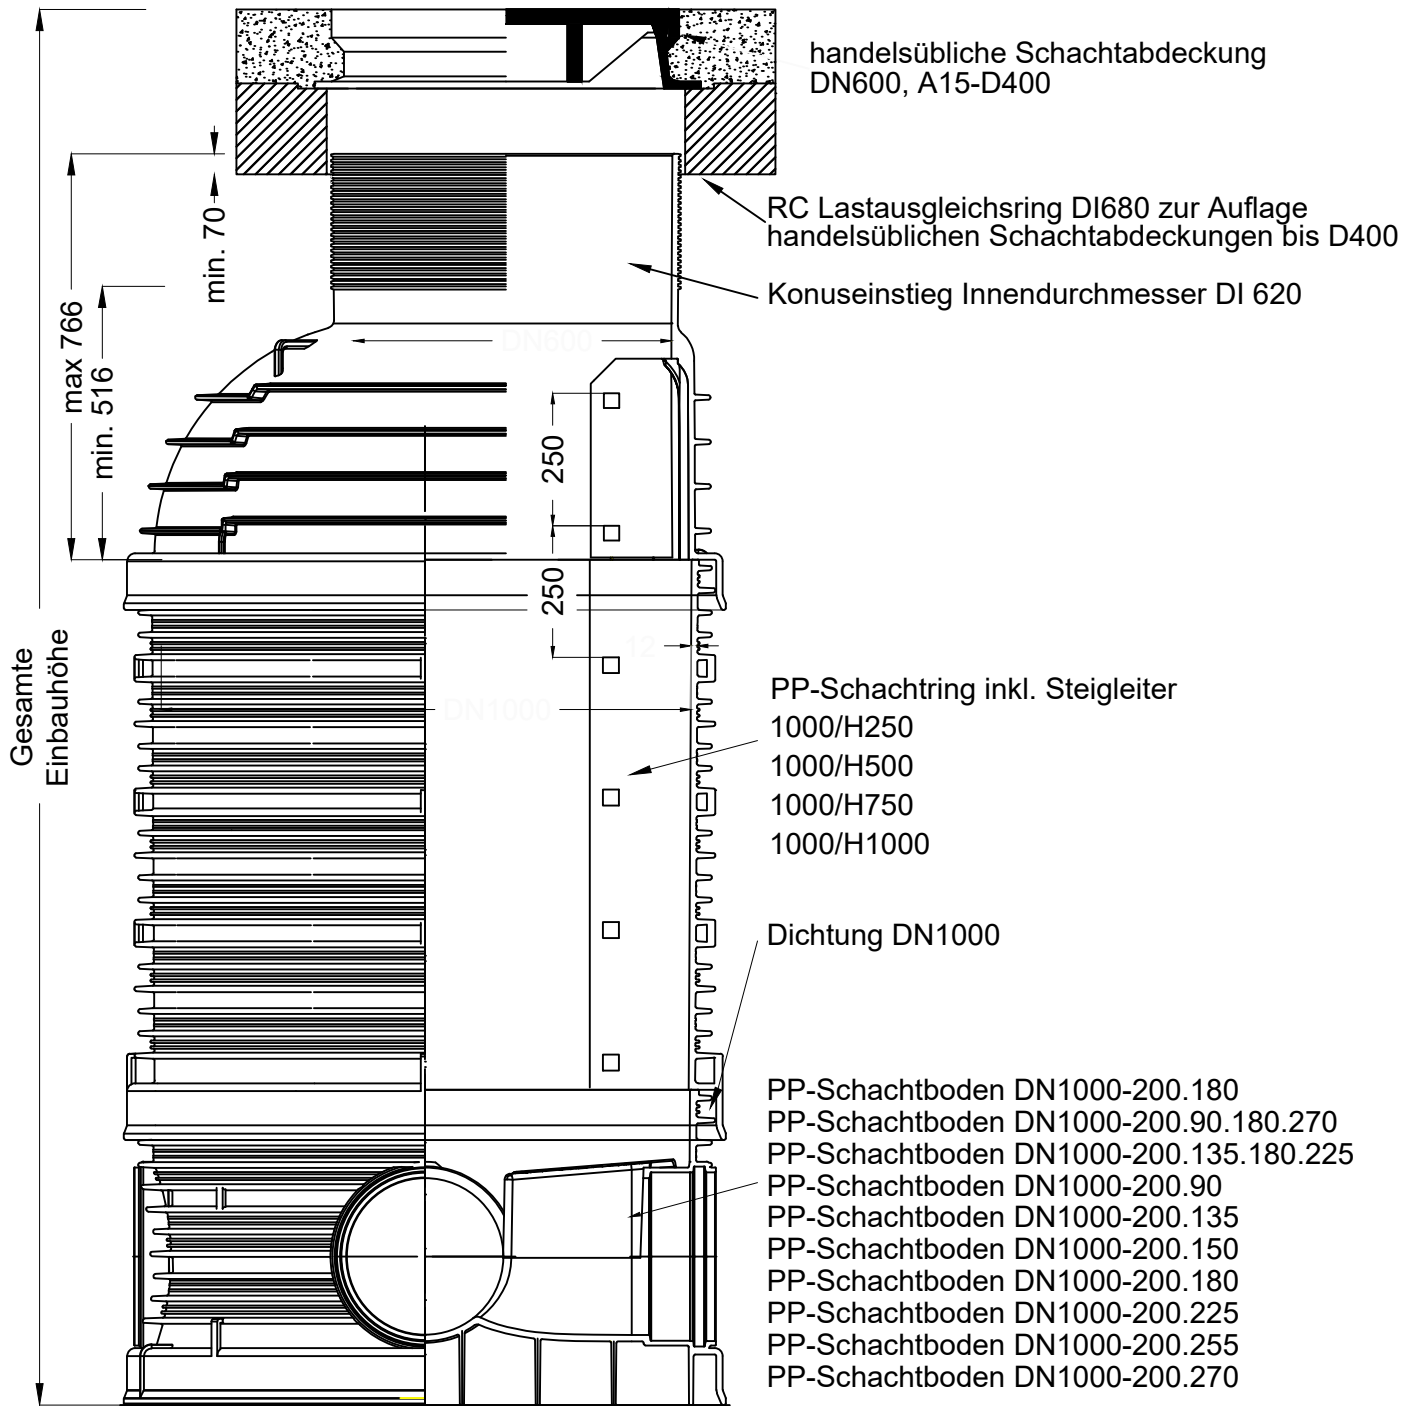 handelsübliche Schachtabdeckung
DN600, A15-D400
RC Lastausgleichsring DI680 zur Auflage
handelsüblichen Schachtabdeckungen bis D400
Konuseinstieg Innendurchmesser DI 620
min. 70
max 766
min. 516
DN600
250
250
12
DN1000
Gesamte
Einbauhöhe
PP-Schachtring inkl. Steigleiter
1000/H250
1000/H500
1000/H750
1000/H1000
Dichtung DN1000
PP-Schachtboden DN1000-200.180
PP-Schachtboden DN1000-200.90.180.270
PP-Schachtboden DN1000-200.135.180.225
PP-Schachtboden DN1000-200.90
PP-Schachtboden DN1000-200.135
PP-Schachtboden DN1000-200.150
PP-Schachtboden DN1000-200.180
PP-Schachtboden DN1000-200.225
PP-Schachtboden DN1000-200.255
PP-Schachtboden DN1000-200.270